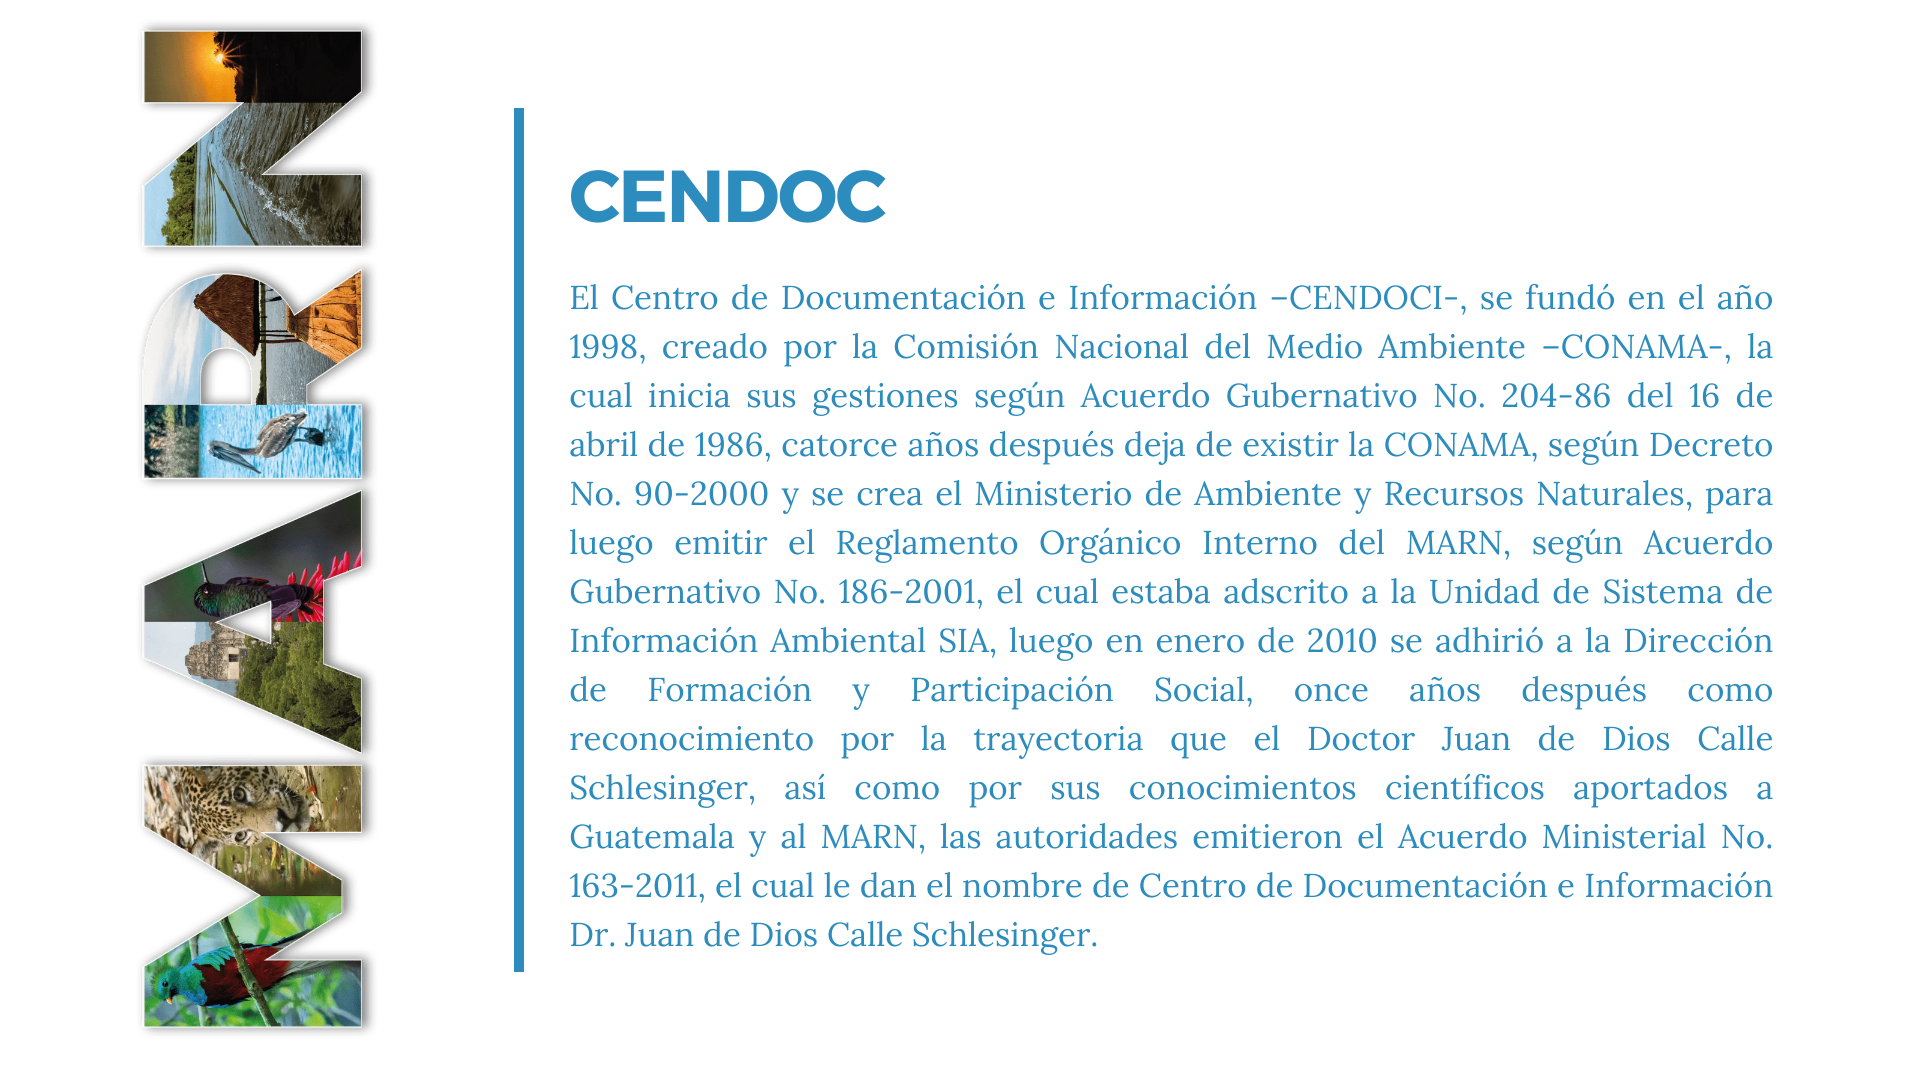 MARN
CENDOC
El Centro de Documentación e Información –CENDOCI-, se fundó en el año
1998, creado por la Comisión Nacional del Medio Ambiente –CONAMA-, la
cual inicia sus gestiones según Acuerdo Gubernativo No. 204-86 del 16 de
abril de 1986, catorce años después deja de existir la CONAMA, según Decreto
No. 90-2000 y se crea el Ministerio de Ambiente y Recursos Naturales, para
luego emitir el Reglamento Orgánico Interno del MARN, según Acuerdo
Gubernativo No. 186-2001, el cual estaba adscrito a la Unidad de Sistema de
Información Ambiental SIA, luego en enero de 2010 se adhirió a la Dirección
de Formación y Participación Social, once años después como
reconocimiento por la trayectoria que el Doctor Juan de Dios Calle
Schlesinger, así como por sus conocimientos científicos aportados a
Guatemala y al MARN, las autoridades emitieron el Acuerdo Ministerial No.
163-2011, el cual le dan el nombre de Centro de Documentación e Información
Dr. Juan de Dios Calle Schlesinger.